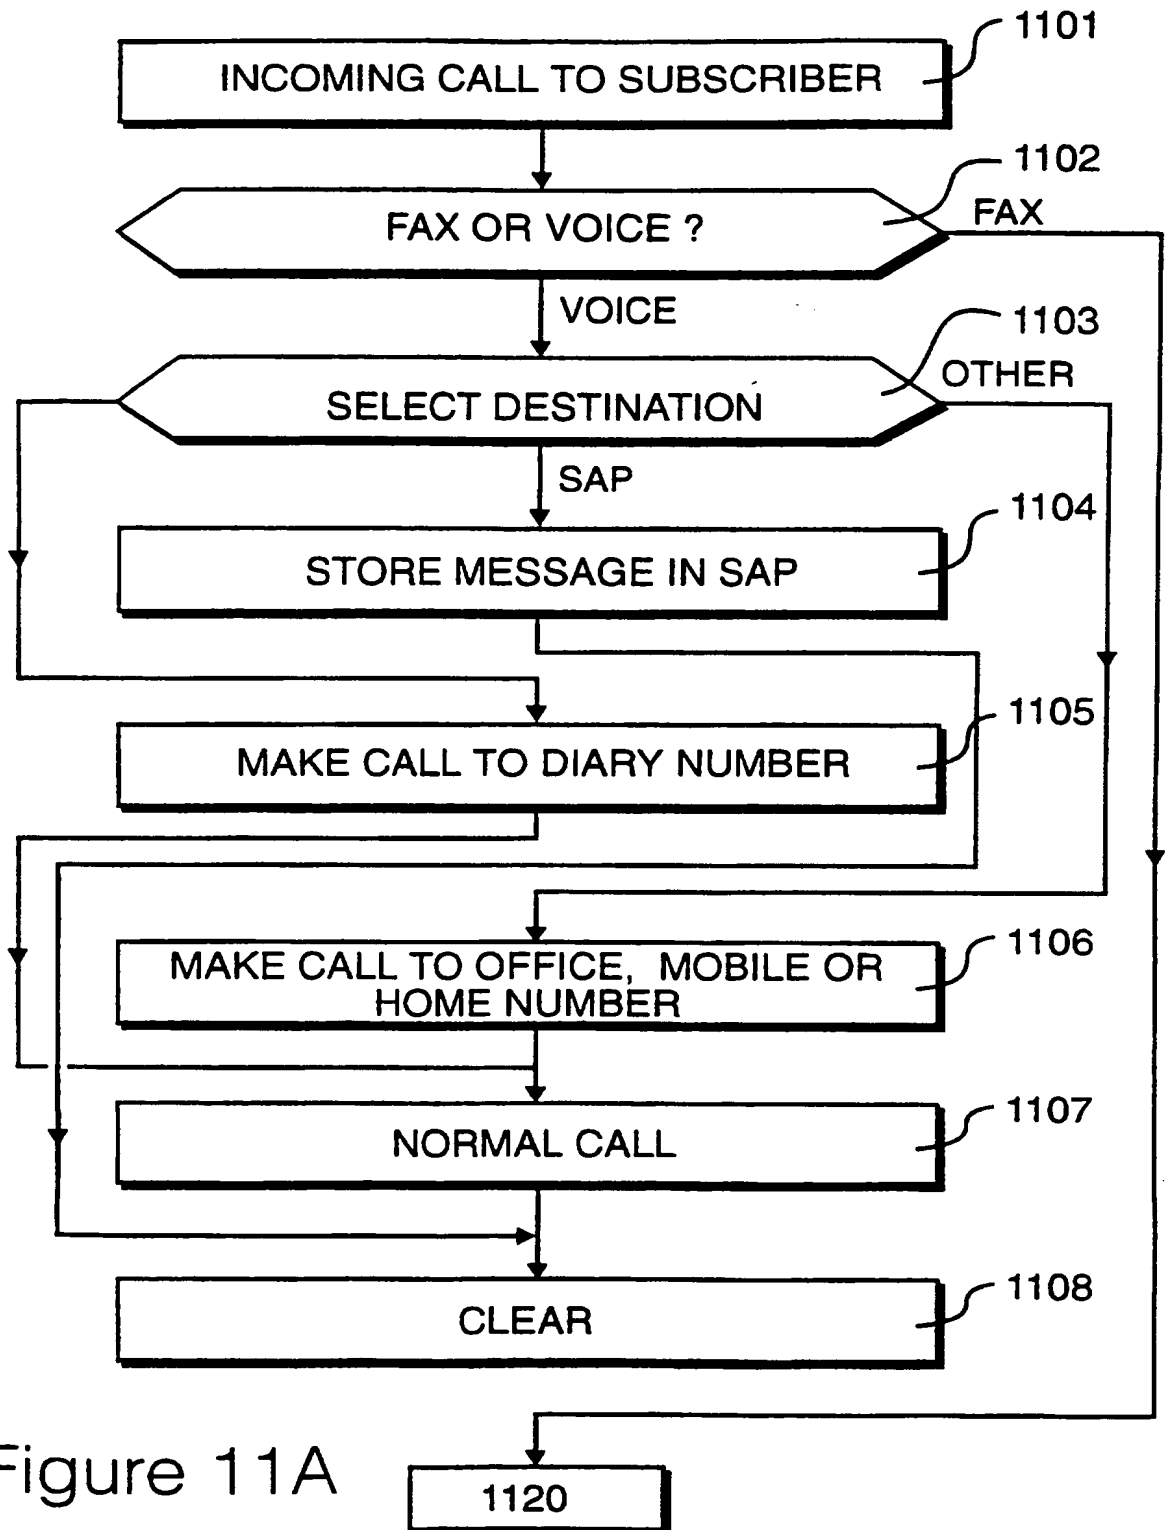 1101
INCOMING CALL TO SUBSCRIBER
1102
FAX OR VOICE ?
FAX
VOICE
1103
OTHER
SELECT DESTINATION
SAP
1104
STORE MESSAGE IN SAP
1105
MAKE CALL TO DIARY NUMBER
1106
MAKE CALL TO OFFICE, MOBILE OR
HOME NUMBER
1107
NORMAL CALL
1108
CLEAR
Figure 11A
1120